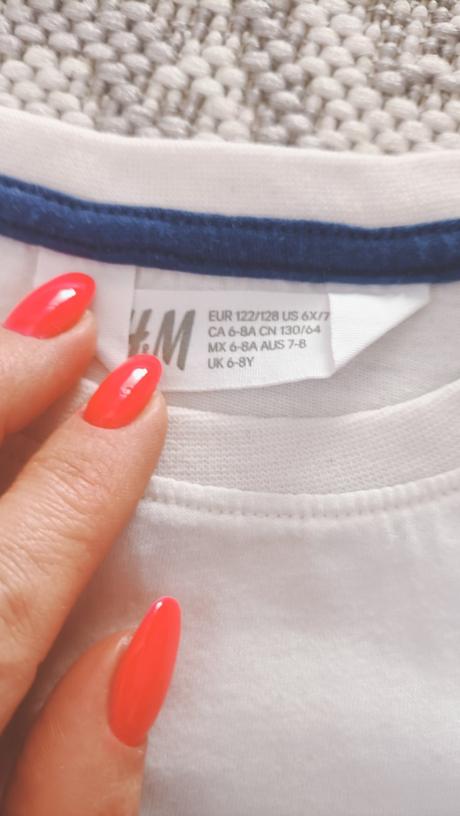 H&M
EUR 122/128 US 6X/7
CA 6-8A CN 130/64
MX 6-8A AUS 7-8
UK 6-8Y